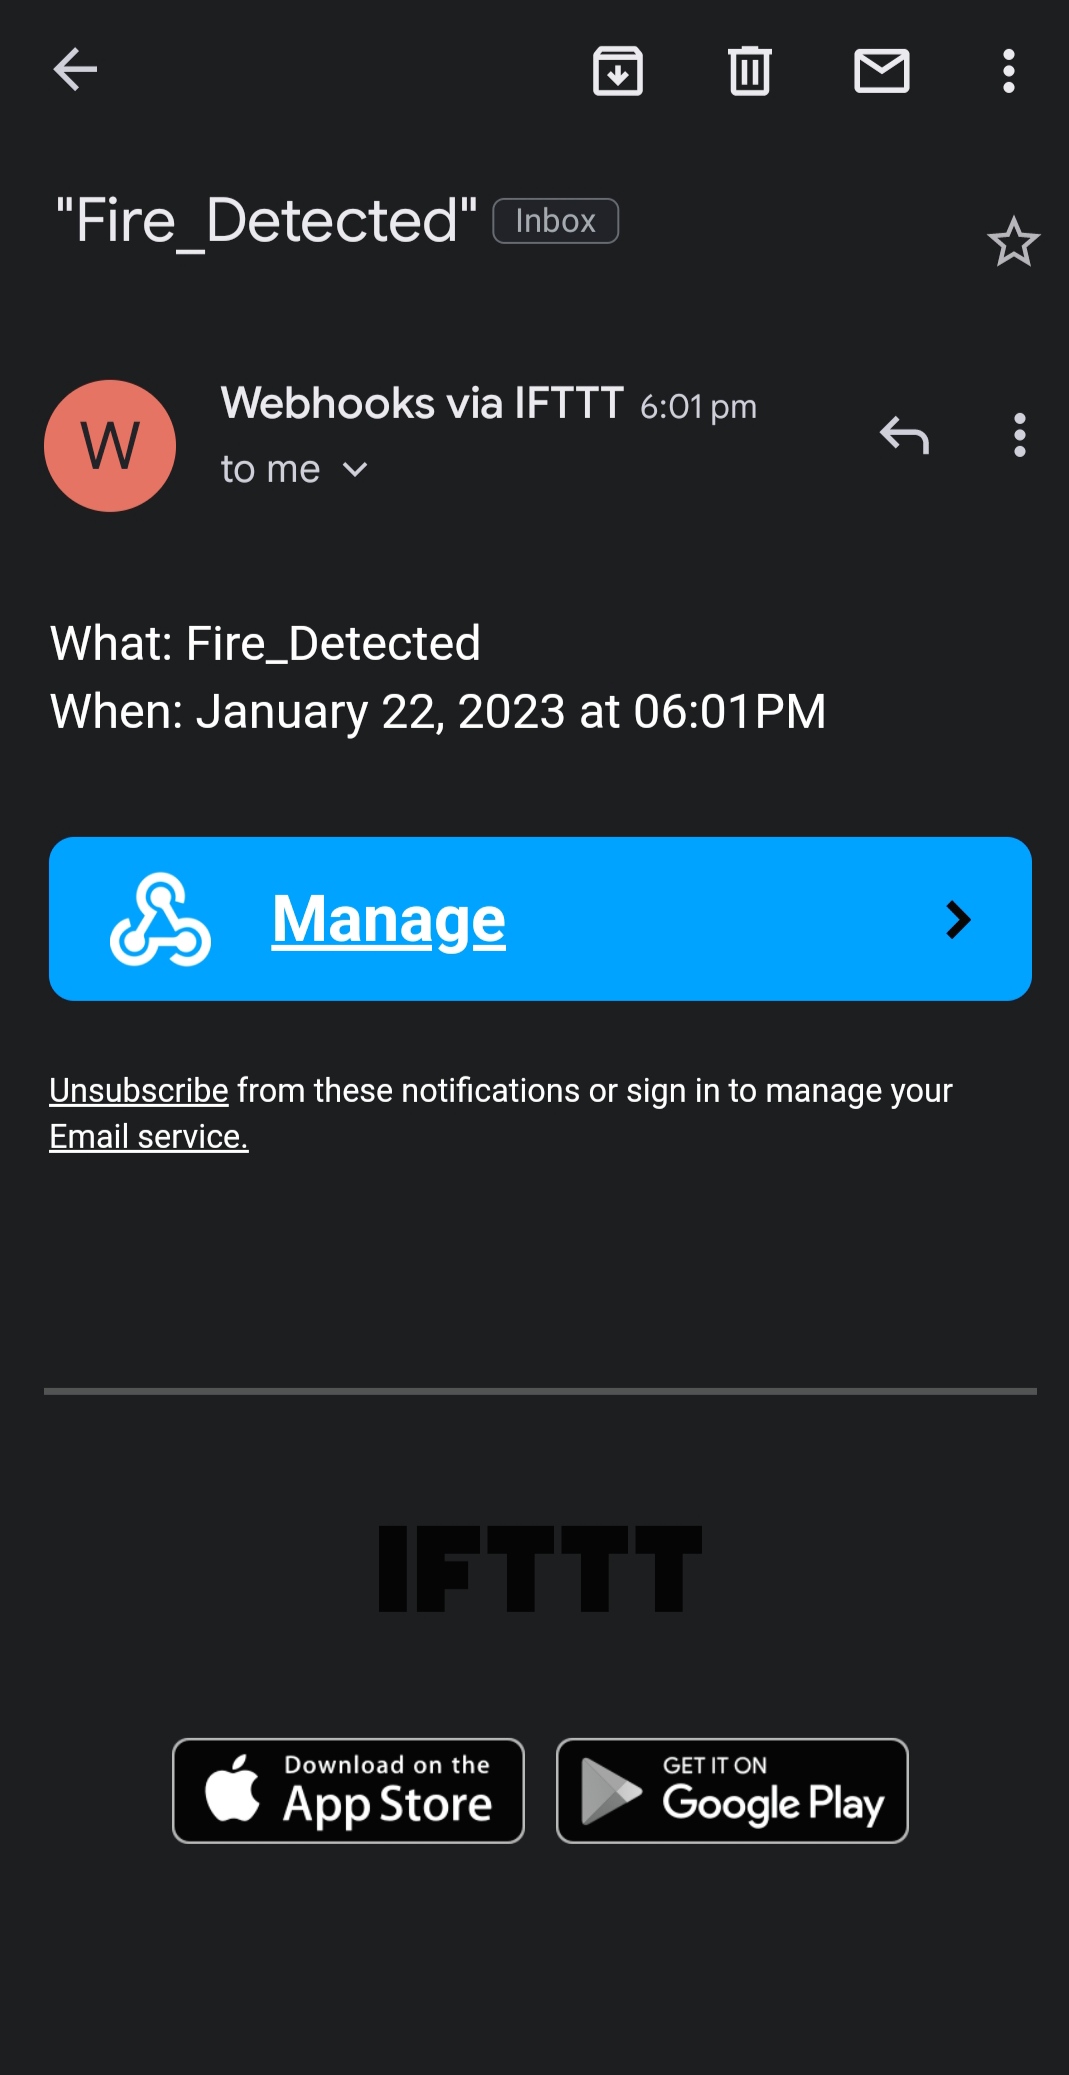 "Fire_Detected" Inbox
W
Webhooks via IFTTT 6:01 pm
to me
What: Fire_Detected
When: January 22, 2023 at 06:01PM
Manage
Unsubscribe from these notifications or sign in to manage your
Email service.
IFTTT
Download on the
App Store
GET IT ON
Google Play